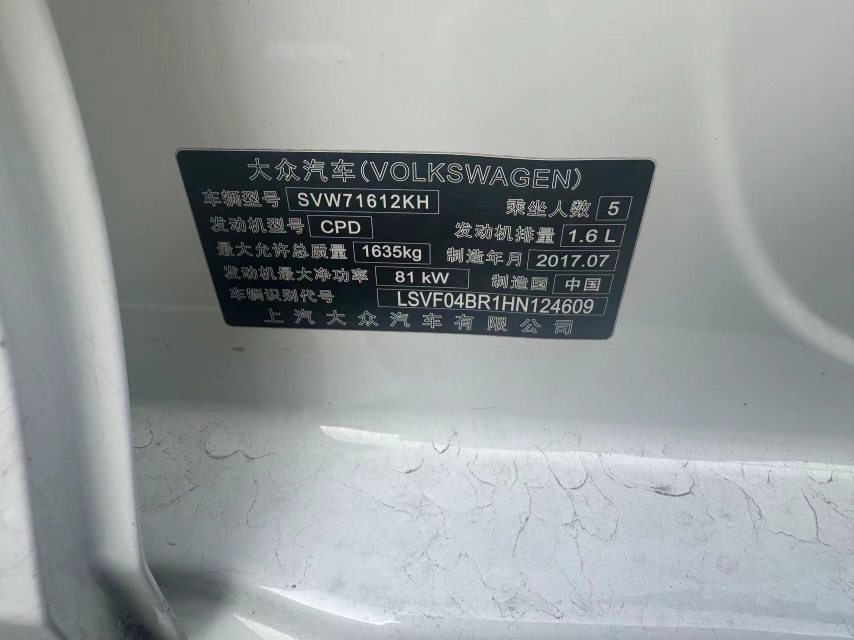 大众汽车(VOLKSWAGEN)
车辆型号 SVW71612KH 乘坐人数 5
发动机型号 CPD 发动机排量 1.6 L
最大允许总质量 1635kg 制造年月 2017.07
发动机最大净功率 81 kW 制造国 中国
车辆识别代号 LSVF04BR1HN124609
上汽大众汽车有限公司